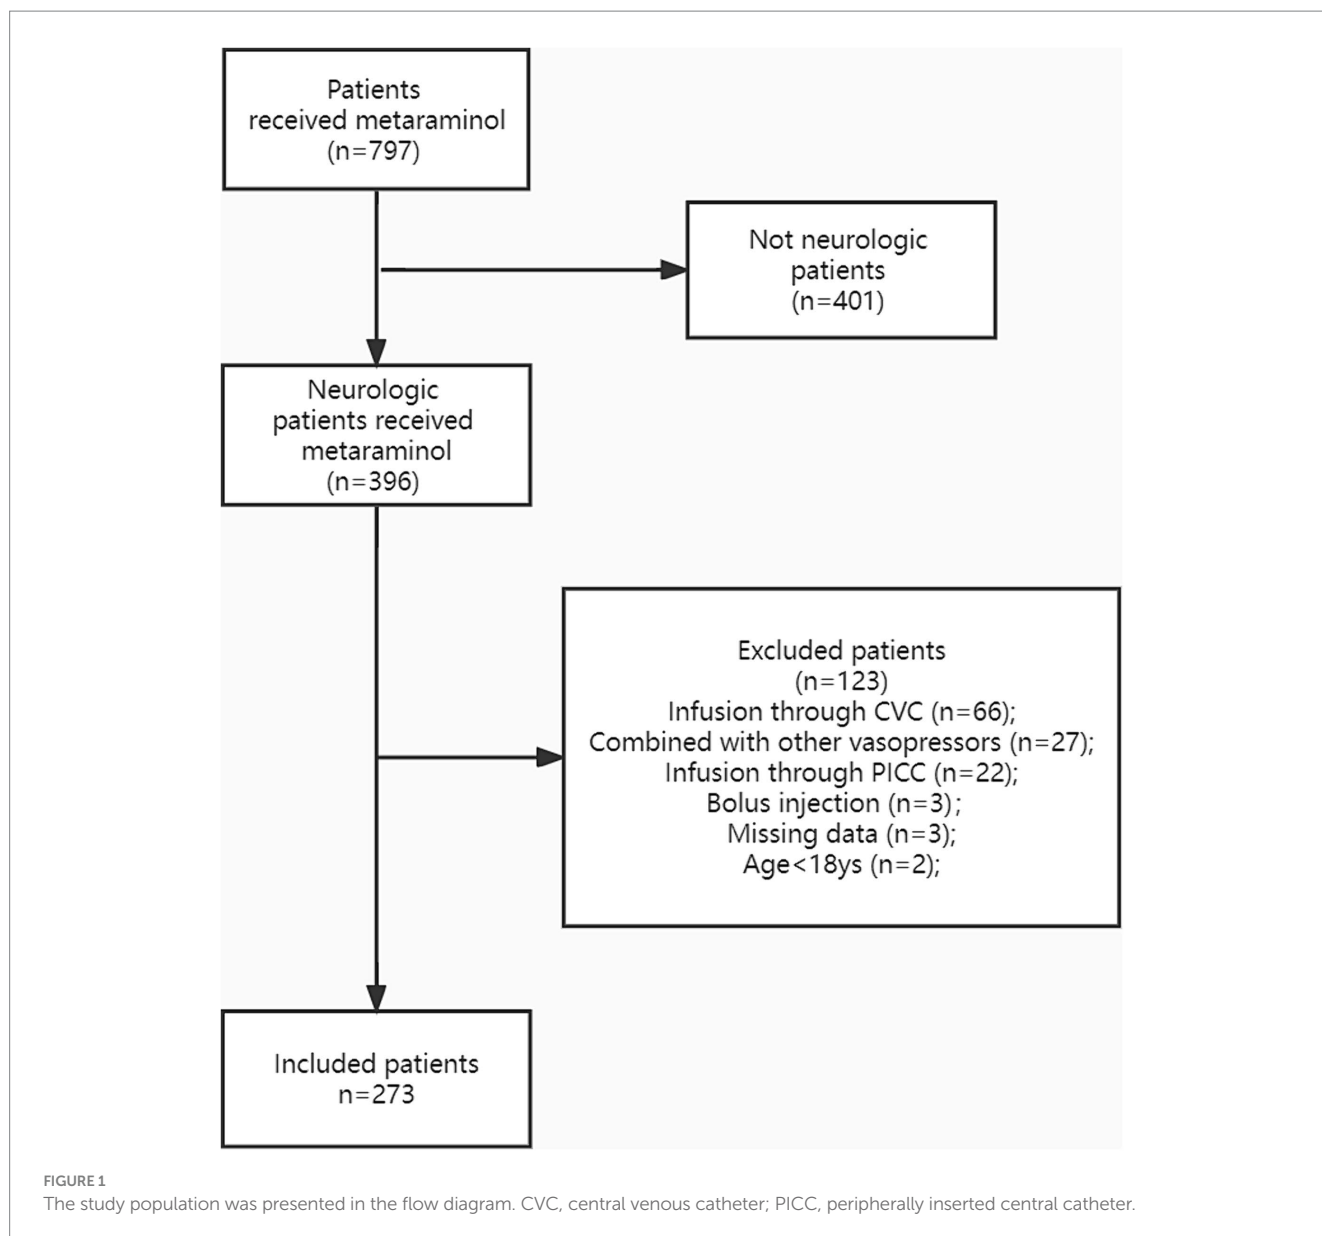 Patients
received metaraminol
(n=797)
Not neurologic
patients
(n=401)
Neurologic
patients received
metaraminol
(n=396)
Excluded patients
(n=123)
Infusion through CVC (n=66);
Combined with other vasopressors (n=27);
Infusion through PICC (n=22);
Bolus injection (n=3);
Missing data (n=3);
Age<18ys (n=2);
Included patients
n=273
FIGURE 1
The study population was presented in the flow diagram. CVC, central venous catheter; PICC, peripherally inserted central catheter.